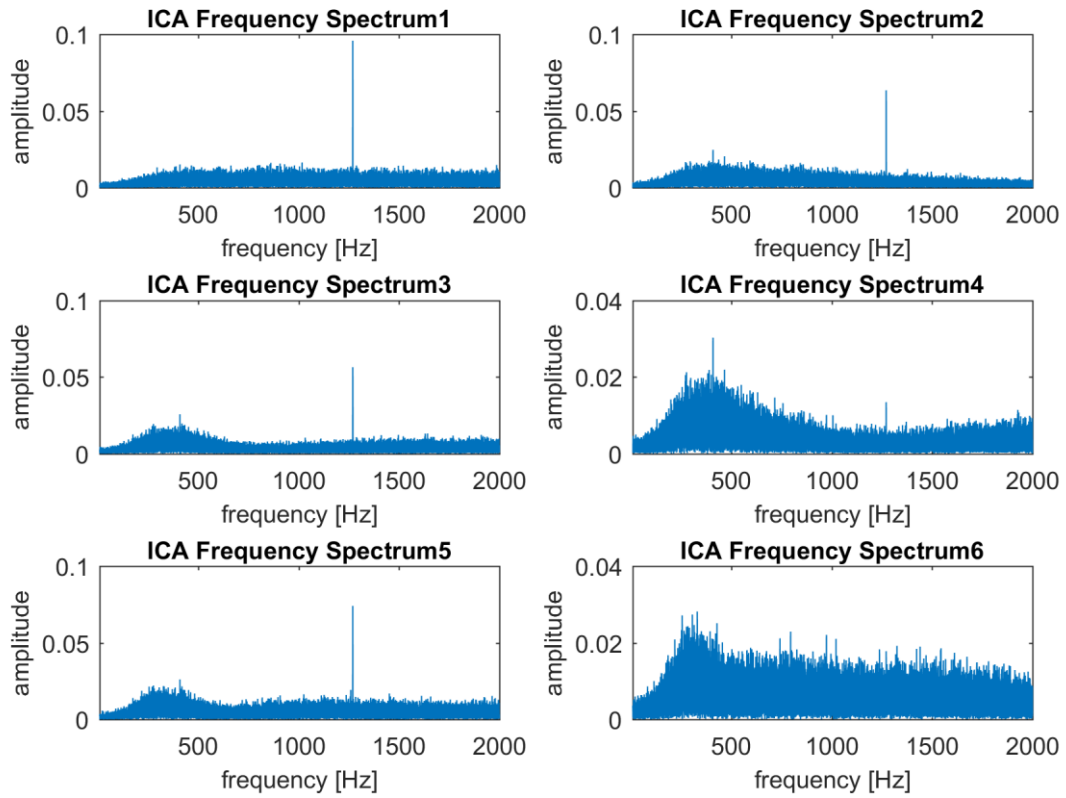 ICA Frequency Spectrum1
0.1
0.05
0
amplitude
500 1000 1500 2000
frequency [Hz]
ICA Frequency Spectrum2
0.1
0.05
0
amplitude
500 1000 1500 2000
frequency [Hz]
ICA Frequency Spectrum3
0.1
0.05
0
amplitude
500 1000 1500 2000
frequency [Hz]
ICA Frequency Spectrum4
0.04
0.02
0
amplitude
500 1000 1500 2000
frequency [Hz]
ICA Frequency Spectrum5
0.1
0.05
0
amplitude
500 1000 1500 2000
frequency [Hz]
ICA Frequency Spectrum6
0.04
0.02
0
amplitude
500 1000 1500 2000
frequency [Hz]